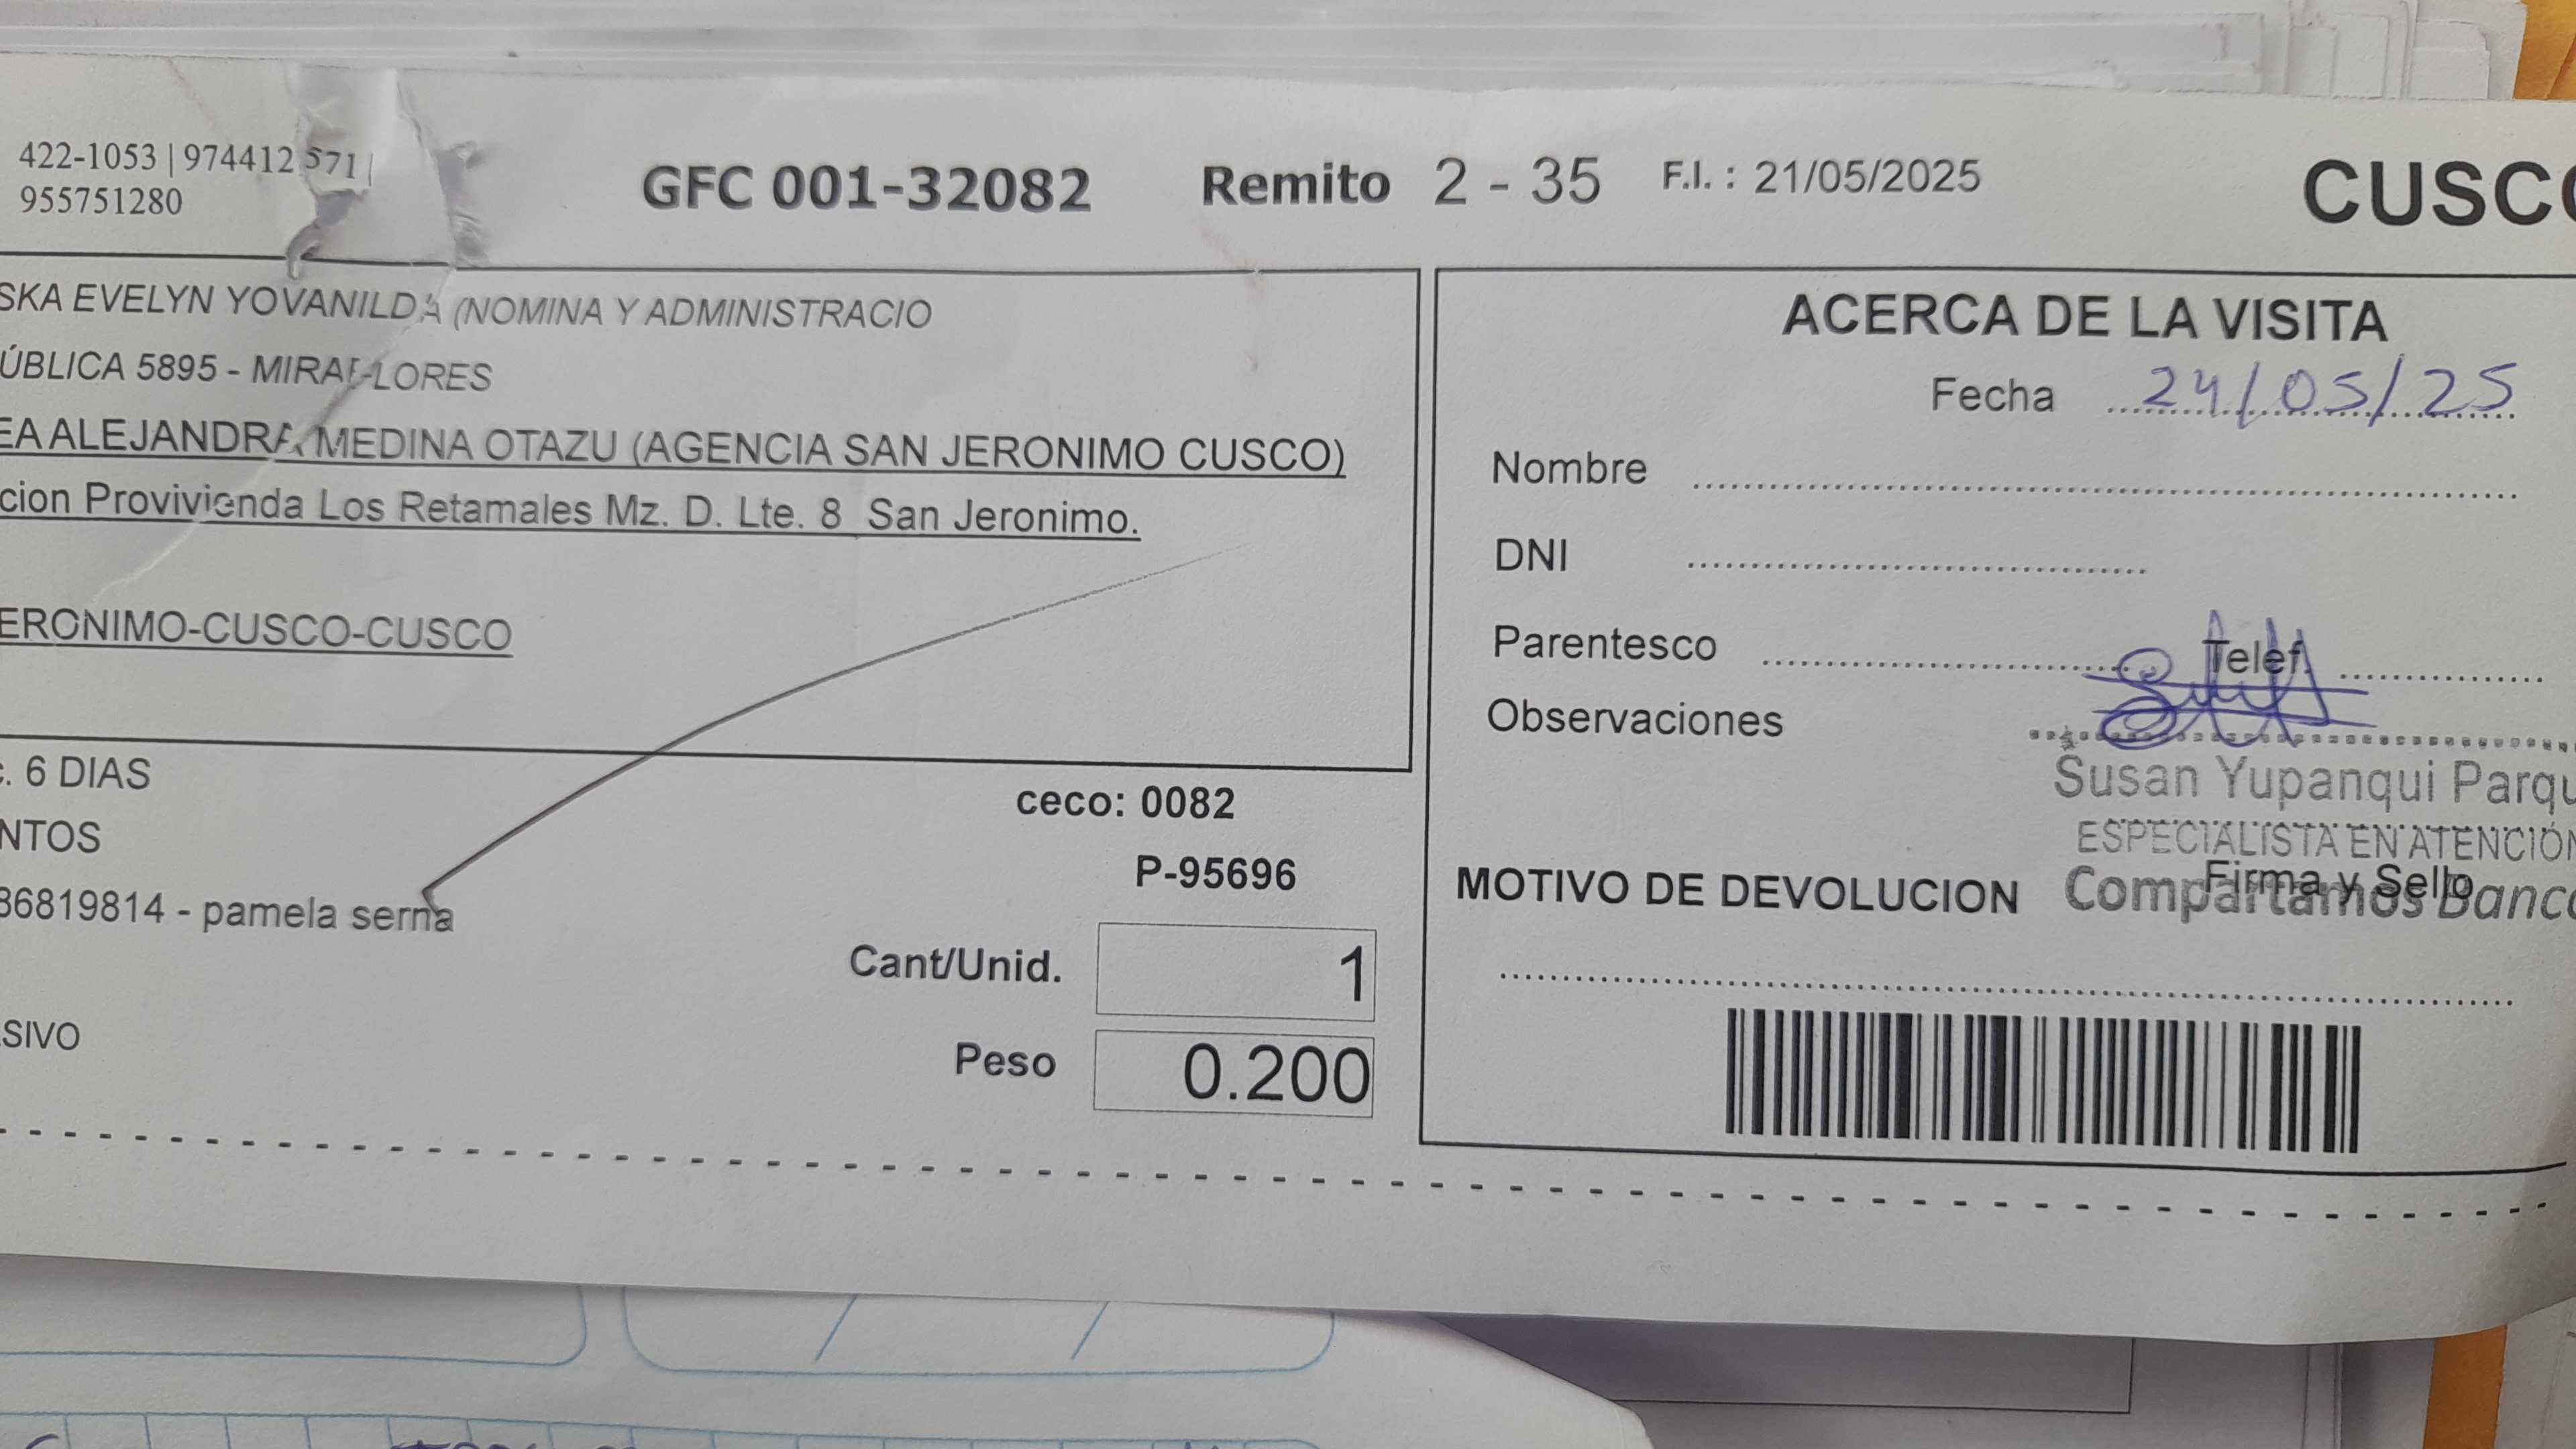 422-1053 | 974412 571 |
955751280
GFC 001-32082
Remito 2 - 35
F.I. : 21/05/2025
CUSCO
SKA EVELYN YOVANILDA (NOMINA Y ADMINISTRACIO
ÚBLICA 5895 - MIRAFLORES
EA ALEJANDRA MEDINA OTAZU (AGENCIA SAN JERONIMO CUSCO)
cion Provivienda Los Retamales Mz. D. Lte. 8 San Jeronimo.
ERONIMO-CUSCO-CUSCO
. 6 DIAS
NTOS
36819814 - pamela serna
SIVO
ceco: 0082
P-95696
Cant/Unid. 1
Peso 0.200
ACERCA DE LA VISITA
Fecha 24/05/25
Nombre
DNI
Parentesco
Telef.
Observaciones
Susan Yupanqui Parqu
ESPECIALISTA EN ATENCIÓN
Compartamos Banco
Firma y Sello
MOTIVO DE DEVOLUCION